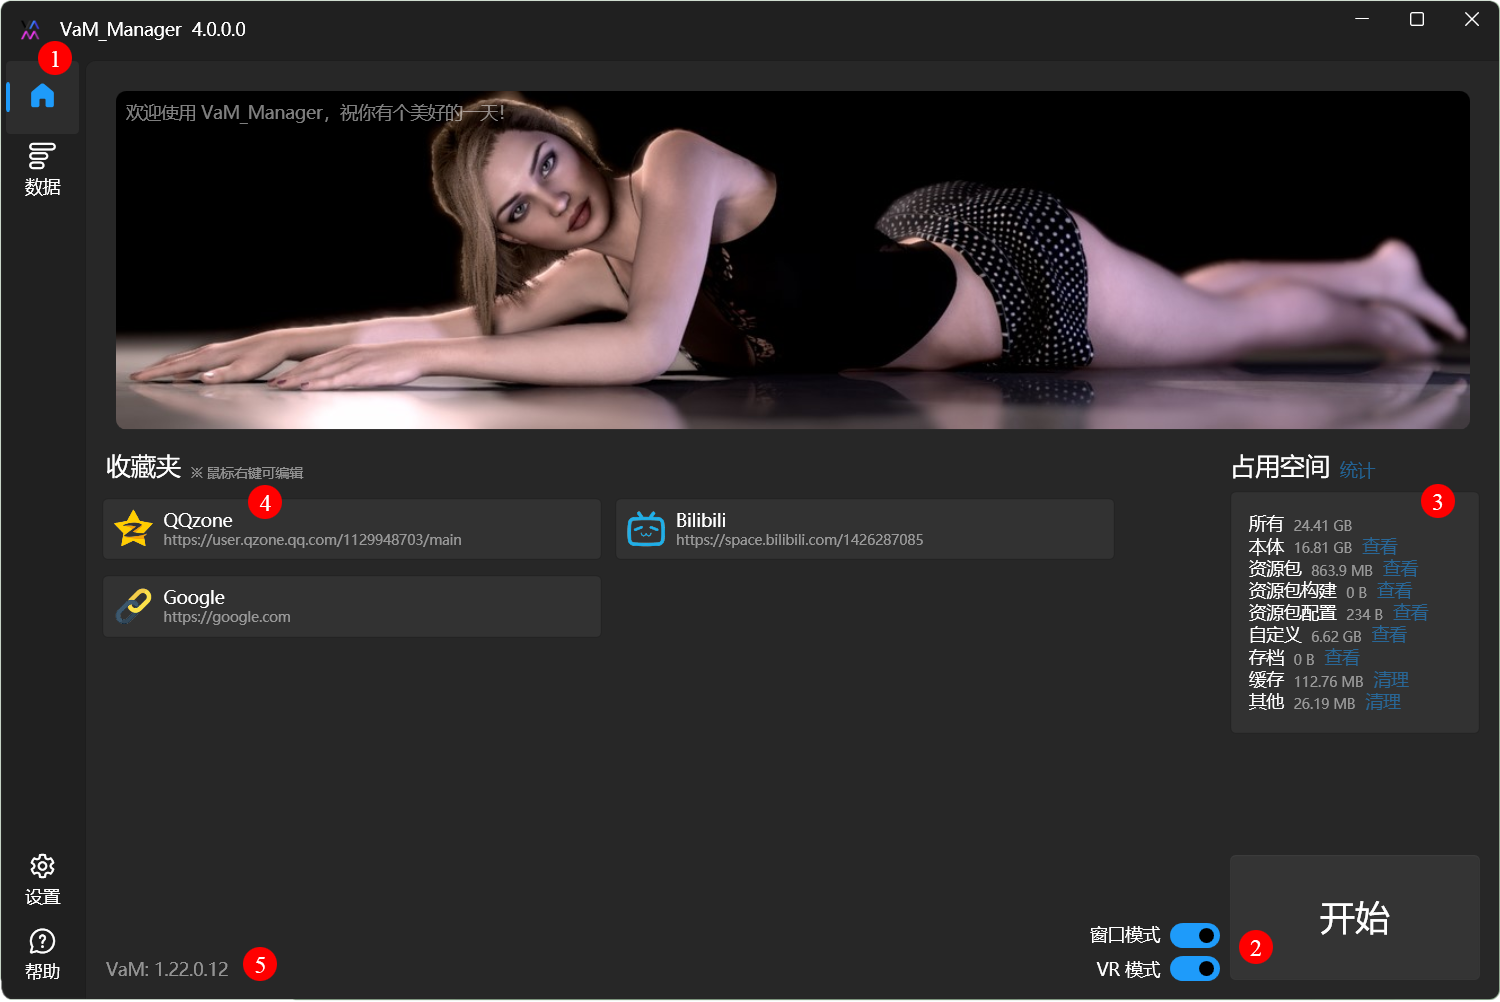 VaM_Manager 4.0.0.0
1
数据
欢迎使用 VaM_Manager，祝你有个美好的一天!
收藏夹 ※ 鼠标右键可编辑
4
QQzone
https://user.qzone.qq.com/1129948703/main
Bilibili
https://space.bilibili.com/1426287085
Google
https://google.com
占用空间 统计
3
所有 24.41 GB
本体 16.81 GB 查看
资源包 863.9 MB 查看
资源包构建 0 B 查看
资源包配置 234 B 查看
自定义 6.62 GB 查看
存档 0 B 查看
缓存 112.76 MB 清理
其他 26.19 MB 清理
设置
帮助
VaM: 1.22.0.12
5
窗口模式
VR 模式
2
开始